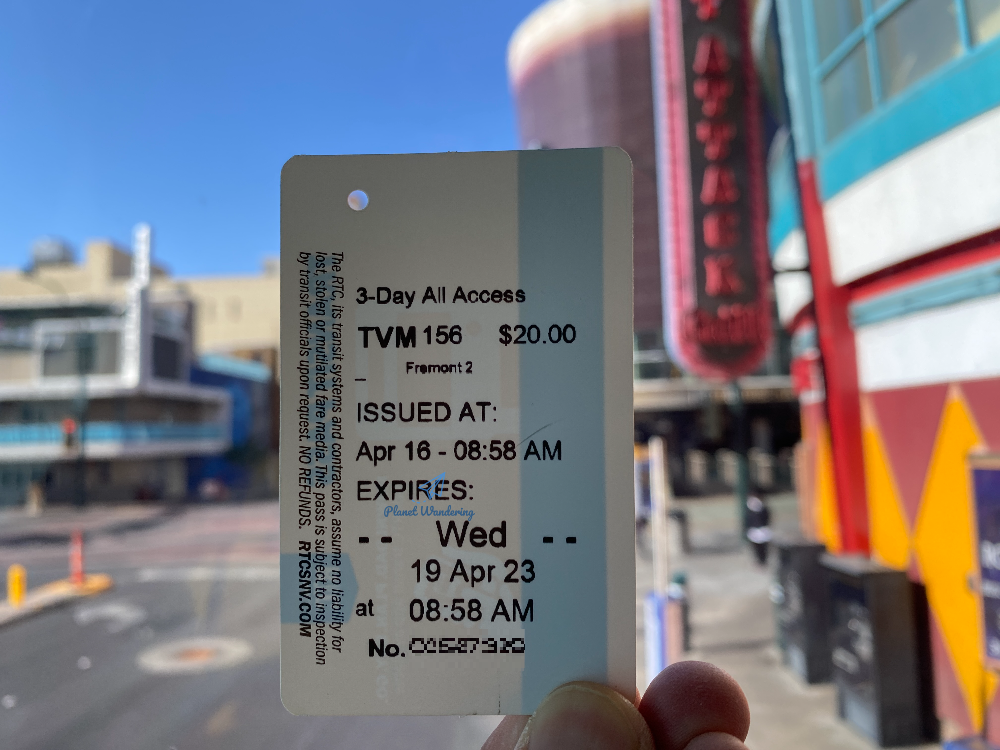 3-Day All Access
TVM 156 $20.00
Fremont 2
_
ISSUED AT:
Apr 16 - 08:58 AM
EXPIRES:
Planet Wandering
-- Wed --
19 Apr 23
at 08:58 AM
No. 01587310
The RTC, its transit systems and contractors, assume no liability for
lost, stolen or mutilated fare media. This pass is subject to inspection
by transit officials upon request. NO REFUNDS. RTCSNV.COM
ATTACK